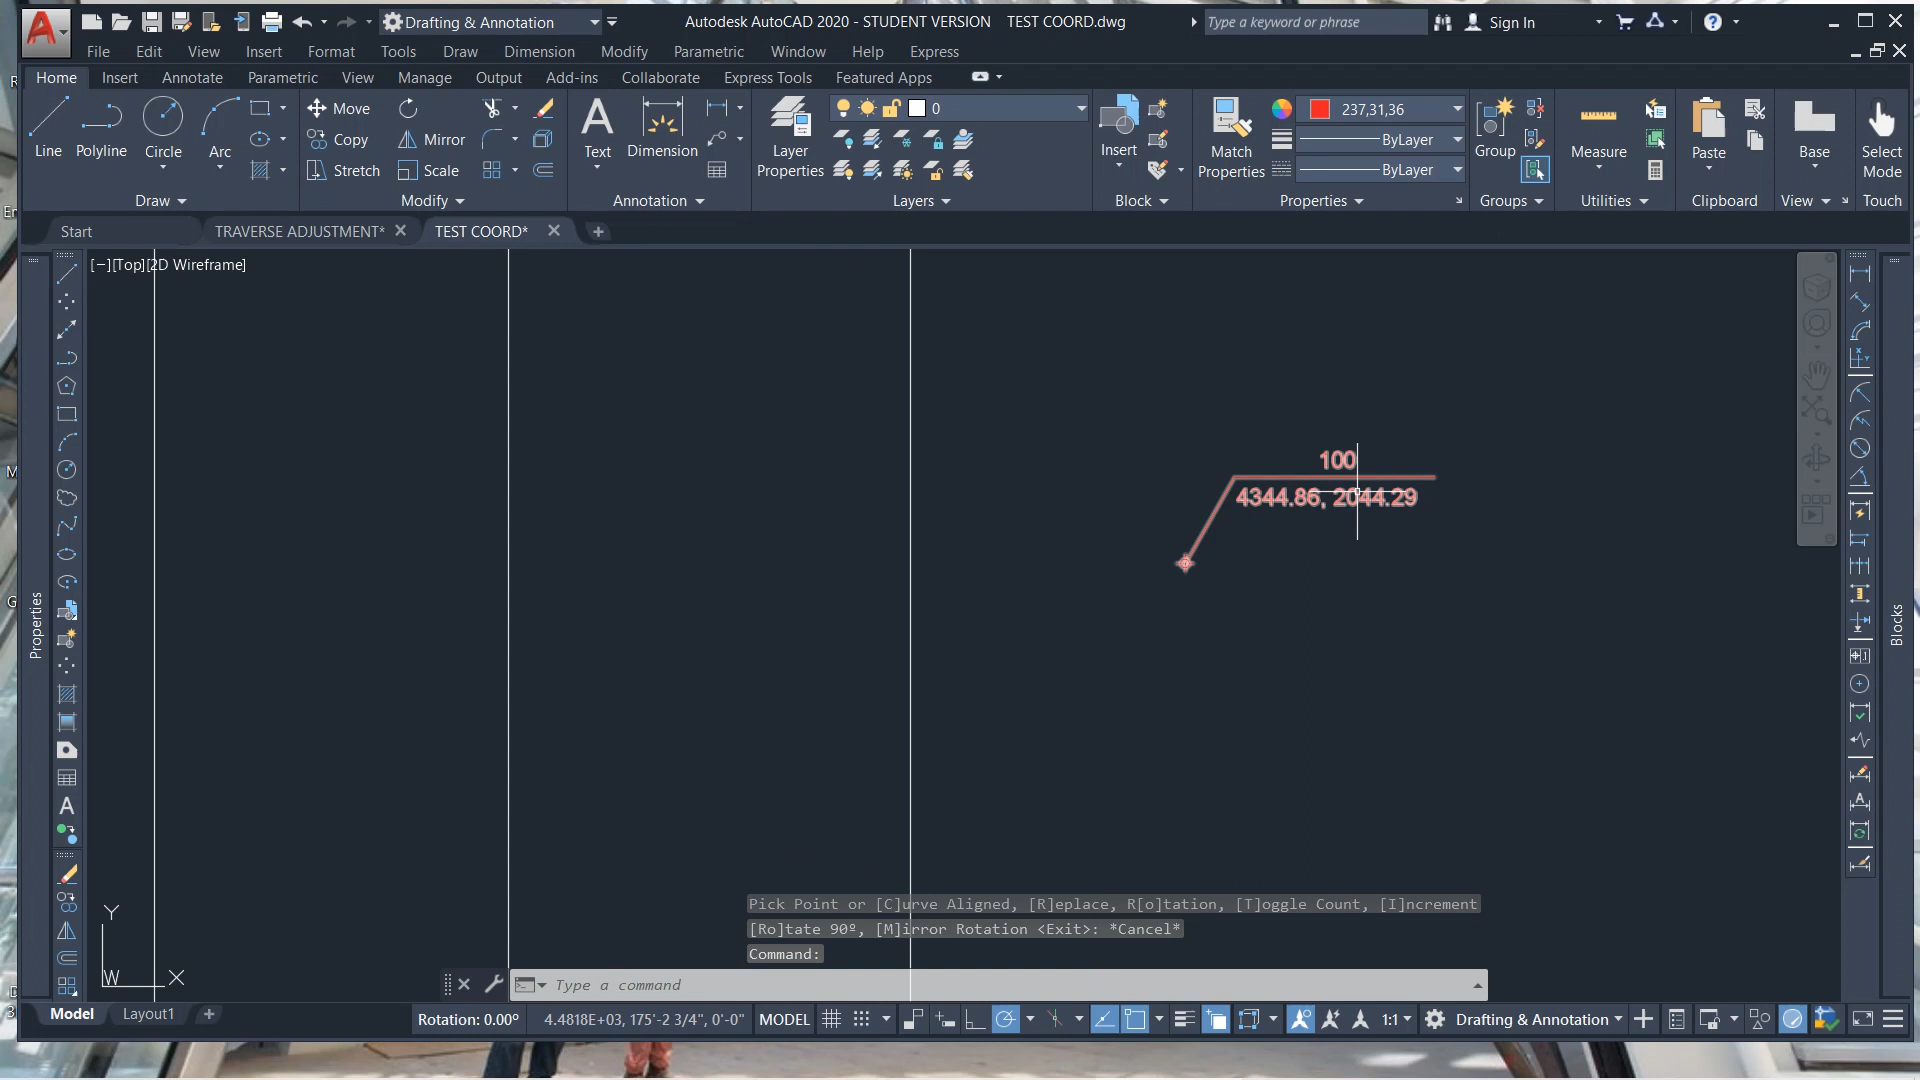 Drafting & Annotation
Autodesk AutoCAD 2020 - STUDENT VERSION TEST COORD.dwg
Type a keyword or phrase
Sign In
File Edit View Insert Format Tools Draw Dimension Modify Parametric Window Help Express
Home Insert Annotate Parametric View Manage Output Add-ins Collaborate Express Tools Featured Apps
Line Polyline Circle Arc
Move
Copy
Stretch
Mirror
Scale
Text
Dimension
Layer
Properties
0
Insert
Match
Properties
237,31,36
ByLayer
ByLayer
Group
Measure
Paste
Base
Select
Mode
Draw Modify Annotation Layers Block Properties Groups Utilities Clipboard View Touch
Start TRAVERSE ADJUSTMENT* TEST COORD*
[−][Top][2D Wireframe]
100
4344.86, 2044.29
Properties
Blocks
Y
W X
Pick Point or [C]urve Aligned, [R]eplace, R[o]tation, [T]oggle Count, [I]ncrement
[Ro]tate 90º, [M]irror Rotation <Exit>: *Cancel*
Command:
Type a command
Model Layout1
Rotation: 0.00º 4.4818E+03, 175'-2 3/4", 0'-0" MODEL 1:1 Drafting & Annotation